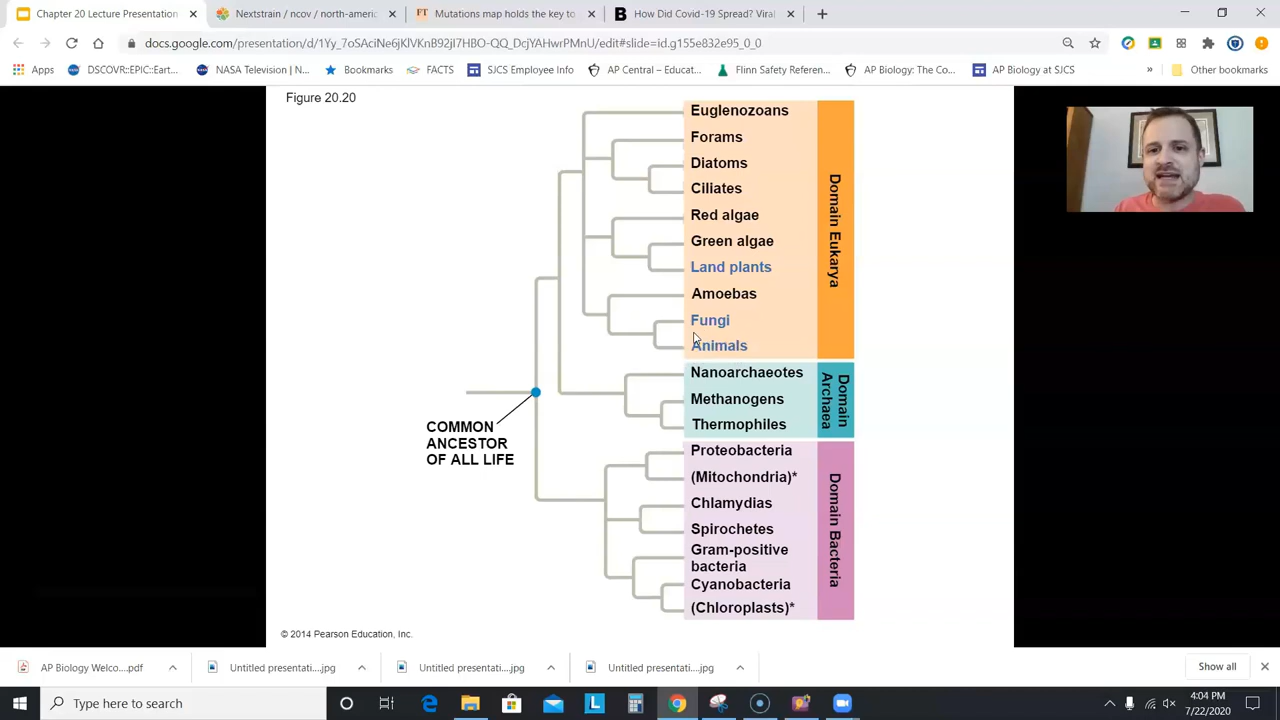 Chapter 20 Lecture Presentation
Nextstrain / ncov / north-americ
FT Mutations map holds the key to
B How Did Covid-19 Spread? Viral
docs.google.com/presentation/d/1Yy_7oSAciNe6jKlVKrB92iI7HBO-QQ_DcjYAHwrPMnU/edit#slide=id.g155e832e95_0_0
Apps
DSCOVR::EPIC::Eart...
NASA Television | N...
Bookmarks
FACTS
SJCS Employee Info
AP Central – Educat...
Flinn Safety Referen...
AP Biology: The Co...
AP Biology at SJCS
»
Other bookmarks
Figure 20.20
Euglenozoans
Forams
Diatoms
Ciliates
Red algae
Green algae
Land plants
Amoebas
Fungi
Animals
Domain Eukarya
Nanoarchaeotes
Methanogens
Thermophiles
Domain
Archaea
COMMON
ANCESTOR
OF ALL LIFE
Proteobacteria
(Mitochondria)*
Chlamydias
Spirochetes
Gram-positive
bacteria
Cyanobacteria
(Chloroplasts)*
Domain Bacteria
© 2014 Pearson Education, Inc.
AP Biology Welco....pdf
Untitled presentati....jpg
Untitled presentati....jpg
Untitled presentati....jpg
Show all
Type here to search
4:04 PM
7/22/2020